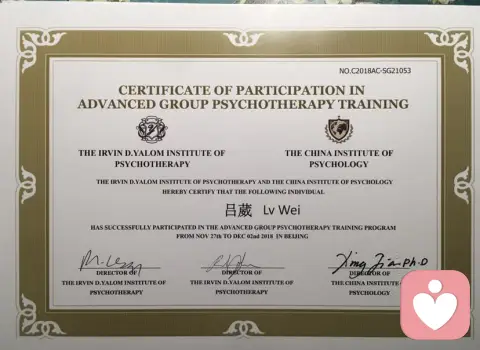 NO.C2018AC-SG21053
CERTIFICATE OF PARTICIPATION IN
ADVANCED GROUP PSYCHOTHERAPY TRAINING
THE IRVIN D.YALOM INSTITUTE OF
PSYCHOTHERAPY
THE CHINA INSTITUTE OF
PSYCHOLOGY
THE IRVIN D.YALOM INSTITUTE OF PSYCHOTHERAPY AND THE CHINA INSTITUTE OF PSYCHOLOGY
HEREBY CERTIFY THAT THE FOLLOWING INDIVIDUAL
吕葳 Lv Wei
HAS SUCCESSFULLY PARTICIPATED IN THE ADVANCED GROUP PSYCHOTHERAPY TRAINING PROGRAM
FROM NOV 27th TO DEC 02nd 2018 IN BEIJING
DIRECTOR OF
THE IRVIN D.YALOM INSTITUTE OF
PSYCHOTHERAPY
DIRECTOR OF
THE IRVIN D.YALOM INSTITUTE OF
PSYCHOTHERAPY
Ph.D
DIRECTOR OF
THE CHINA INSTITUTE OF
PSYCHOLOGY